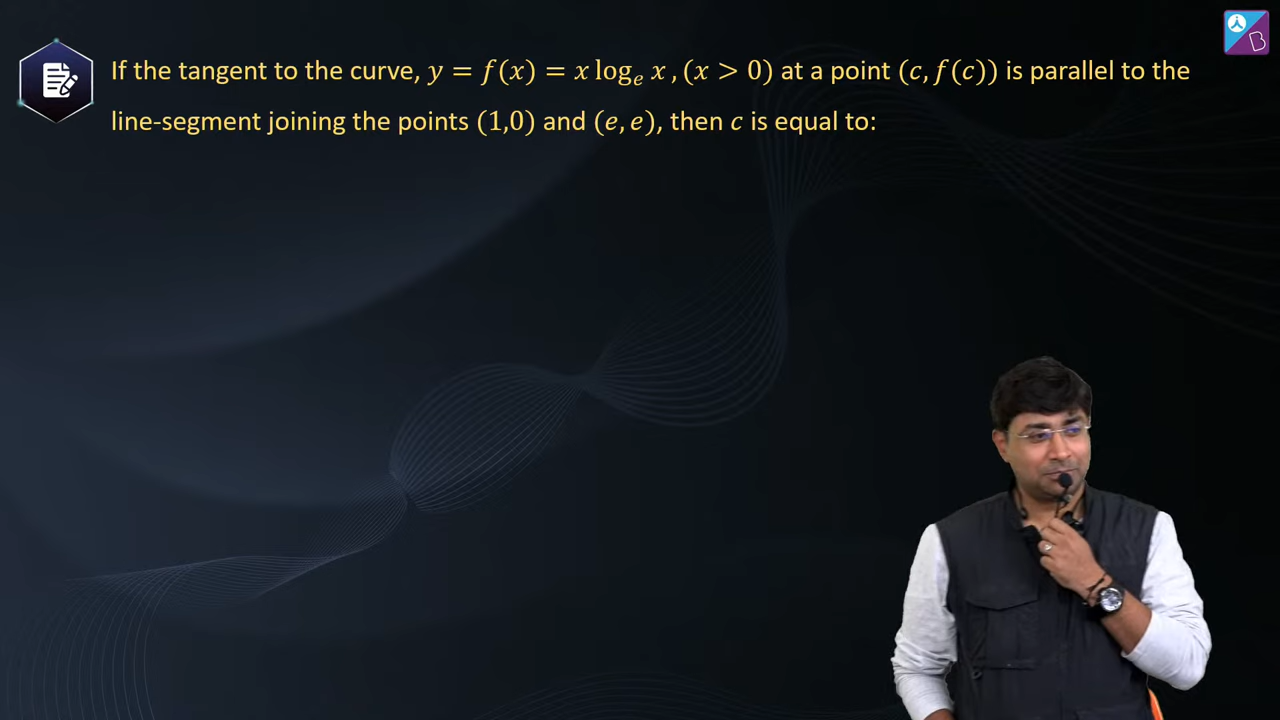 If the tangent to the curve, y = f(x) = x logₑ x , (x > 0) at a point (c, f(c)) is parallel to the
line-segment joining the points (1,0) and (e, e), then c is equal to:
B